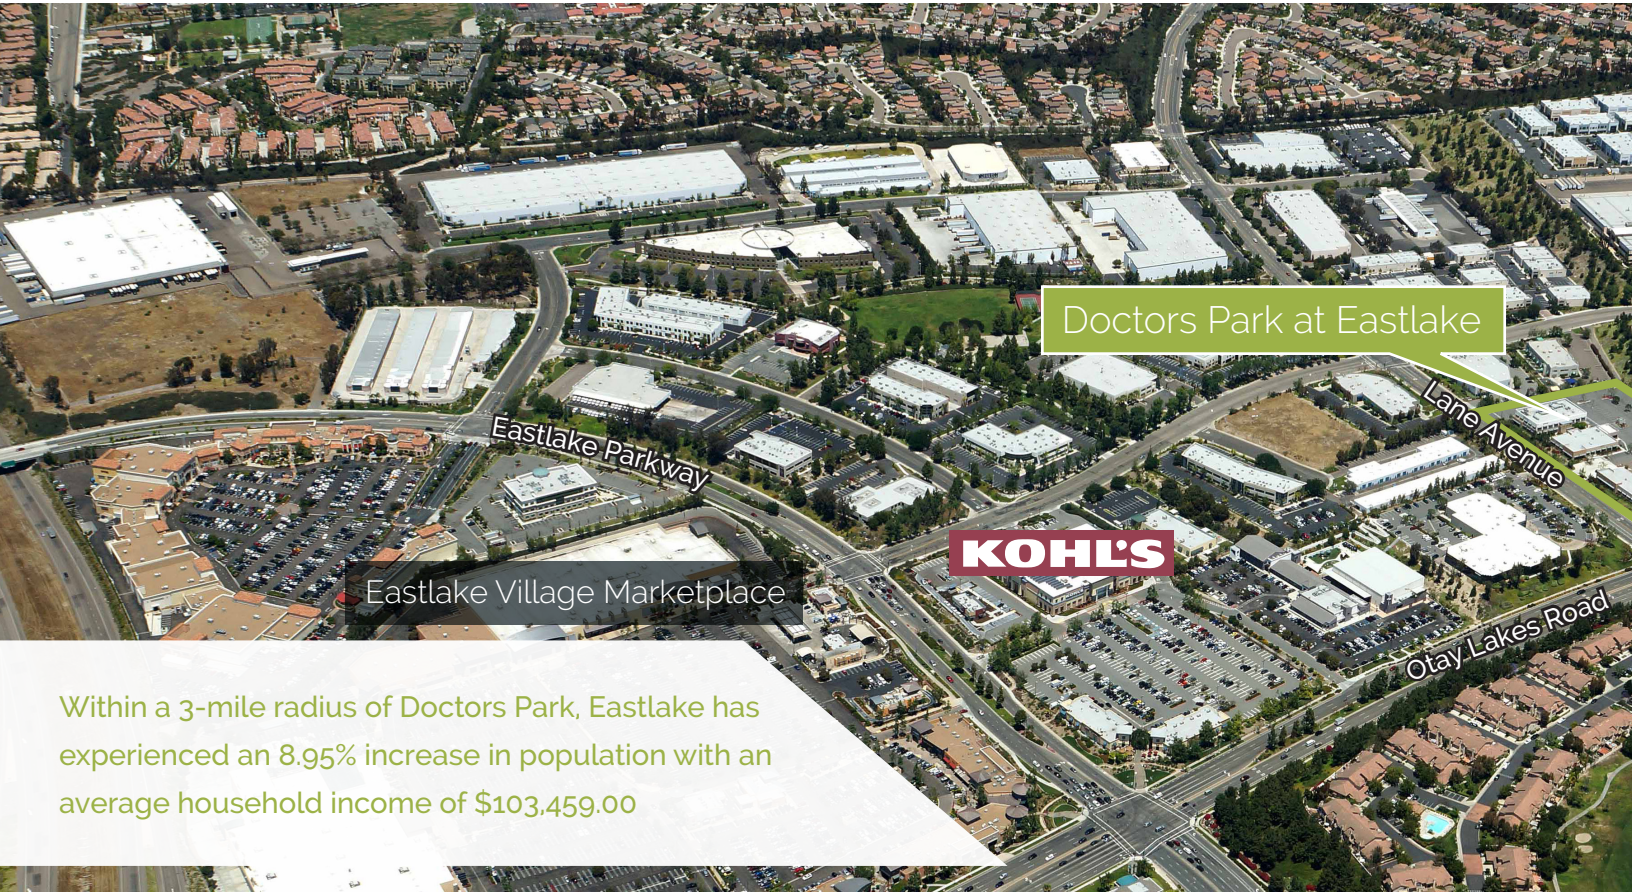 Doctors Park at Eastlake
Lane Avenue
Eastlake Parkway
KOHL'S
Eastlake Village Marketplace
Otay Lakes Road
Within a 3-mile radius of Doctors Park, Eastlake has
experienced an 8.95% increase in population with an
average household income of $103,459.00